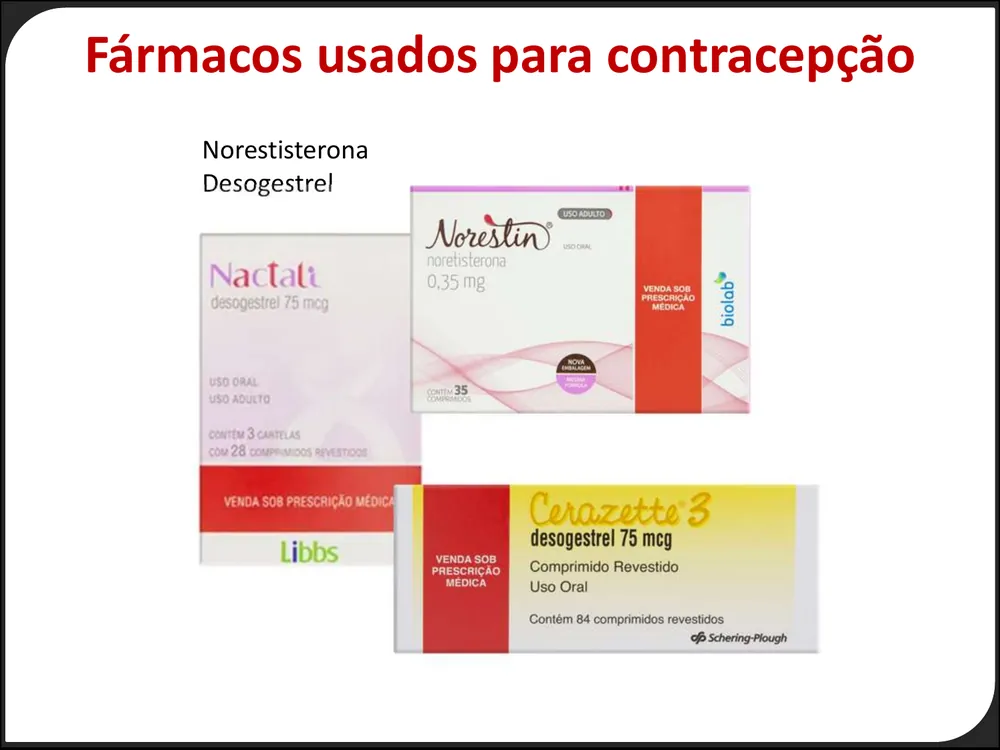 Fármacos usados para contracepção
Norestisterona
Desogestrel
Nactali
desogestrel 75 mcg
USO ORAL
USO ADULTO
CONTÉM 3 CARTELAS
COM 28 COMPRIMIDOS REVESTIDOS
VENDA SOB PRESCRIÇÃO MÉDICA
Libbs
USO ADULTO
Norestin®
USO ORAL
noretisterona
0,35 mg
VENDA SOB
PRESCRIÇÃO
MÉDICA
biolab
NOVA
EMBALAGEM
MESMA
FÓRMULA
CONTÉM 35
COMPRIMIDOS
Cerazette® 3
desogestrel 75 mcg
VENDA SOB
PRESCRIÇÃO
MÉDICA
Comprimido Revestido
Uso Oral
Contém 84 comprimidos revestidos
Schering-Plough